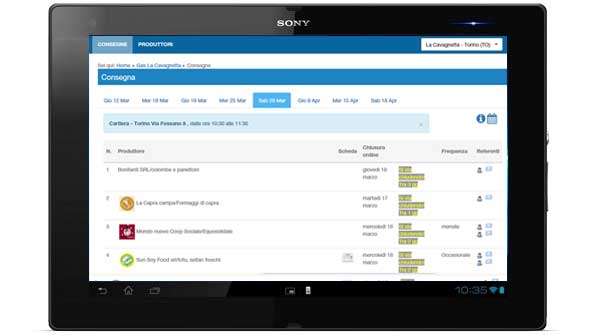 SONY
CONSEGNE PRODUTTORI La Cavagnetta - Torino (TO)
Sei qui: Home » Gas La Cavagnetta » Consegne
Consegna
Gio 12 Mar Mer 18 Mar Gio 19 Mar Mer 25 Mar Sab 28 Mar Gio 9 Apr Mer 15 Apr Sab 18 Apr
Cartiera - Torino Via Fossano 8 , dalle ore 10:30 alle 11:30 ×
N. Produttore Scheda Chiusura online Frequenza Referenti
1 Bonifanti SRL/colombe e panettoni giovedì 19 marzo
2 La Capra campa/Formaggi di capra martedì 17 marzo
3 Mondo nuovo Coop Sociale/Equosolidale mercoledì 18 marzo mensile
4 Sun Soy Food srl/tofu, seitan freschi mercoledì 18 marzo Occasionale
10:35